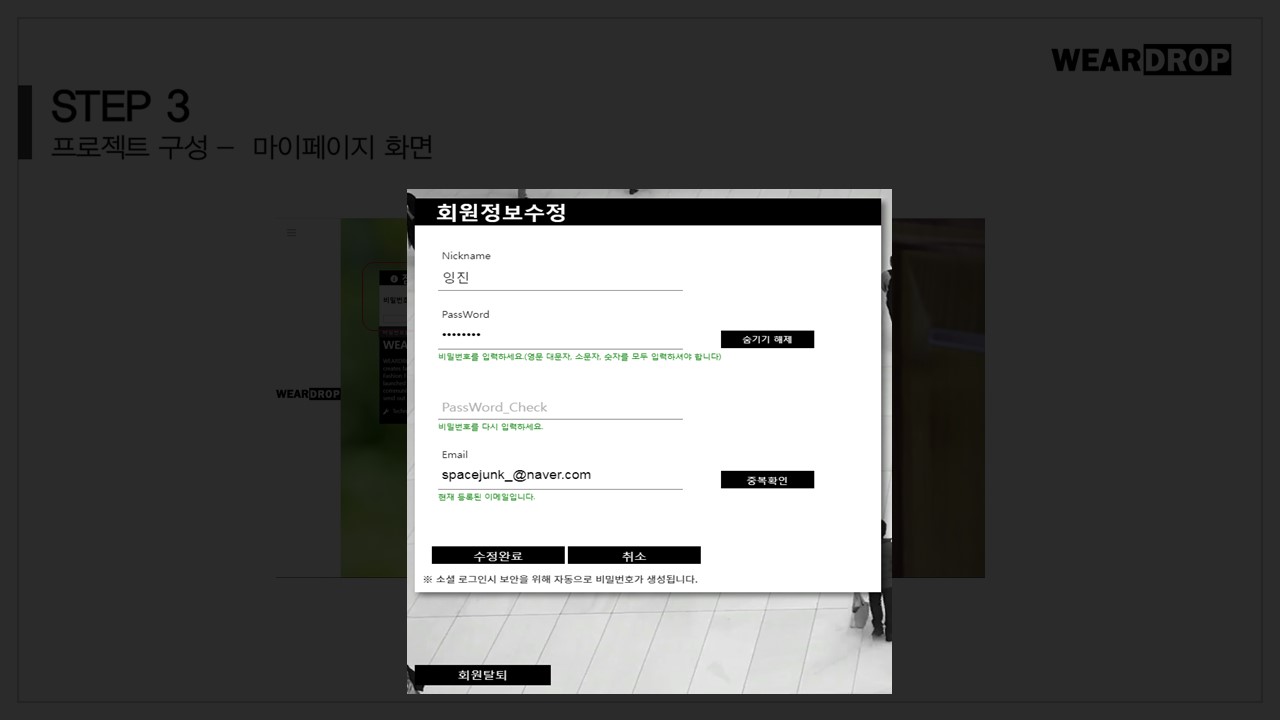 WEARDROP
STEP 3
프로젝트 구성 – 마이페이지 화면
회원정보수정
Nickname
잉진
PassWord
••••••••
숨기기 해제
비밀번호를 입력하세요.(영문 대문자, 소문자, 숫자를 모두 입력하셔야 합니다)
PassWord_Check
비밀번호를 다시 입력하세요.
Email
spacejunk_@naver.com
중복확인
현재 등록된 이메일입니다.
수정완료
취소
※ 소셜 로그인시 보안을 위해 자동으로 비밀번호가 생성됩니다.
회원탈퇴
WEARDROP